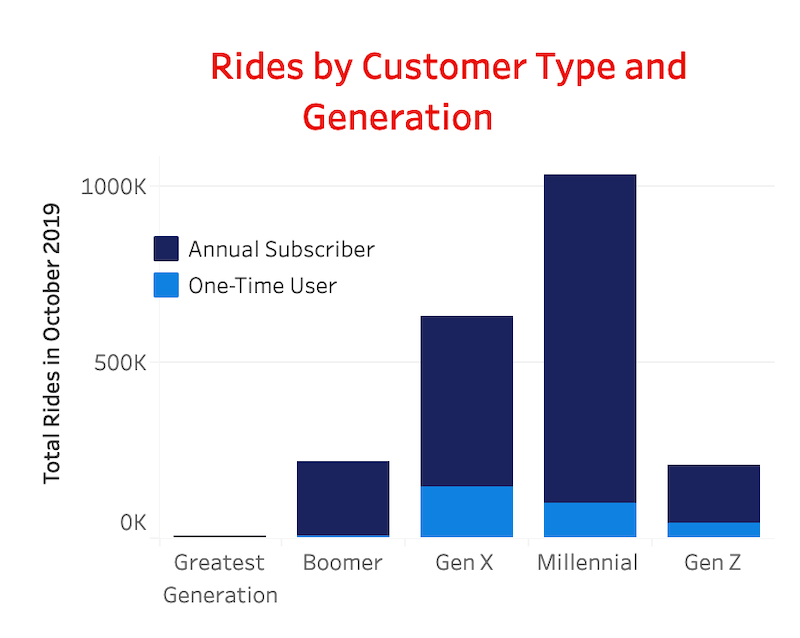 Rides by Customer Type and
Generation
Total Rides in October 2019
1000K
500K
0K
Annual Subscriber
One-Time User
Greatest
Generation
Boomer
Gen X
Millennial
Gen Z